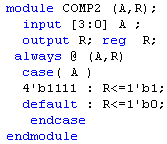 module COMP2 (A,R);
input [3:0] A ;
output R; reg R;
always @ (A,R)
case( A )
4'b1111 : R<=1'b1;
default : R<=1'b0;
endcase
endmodule